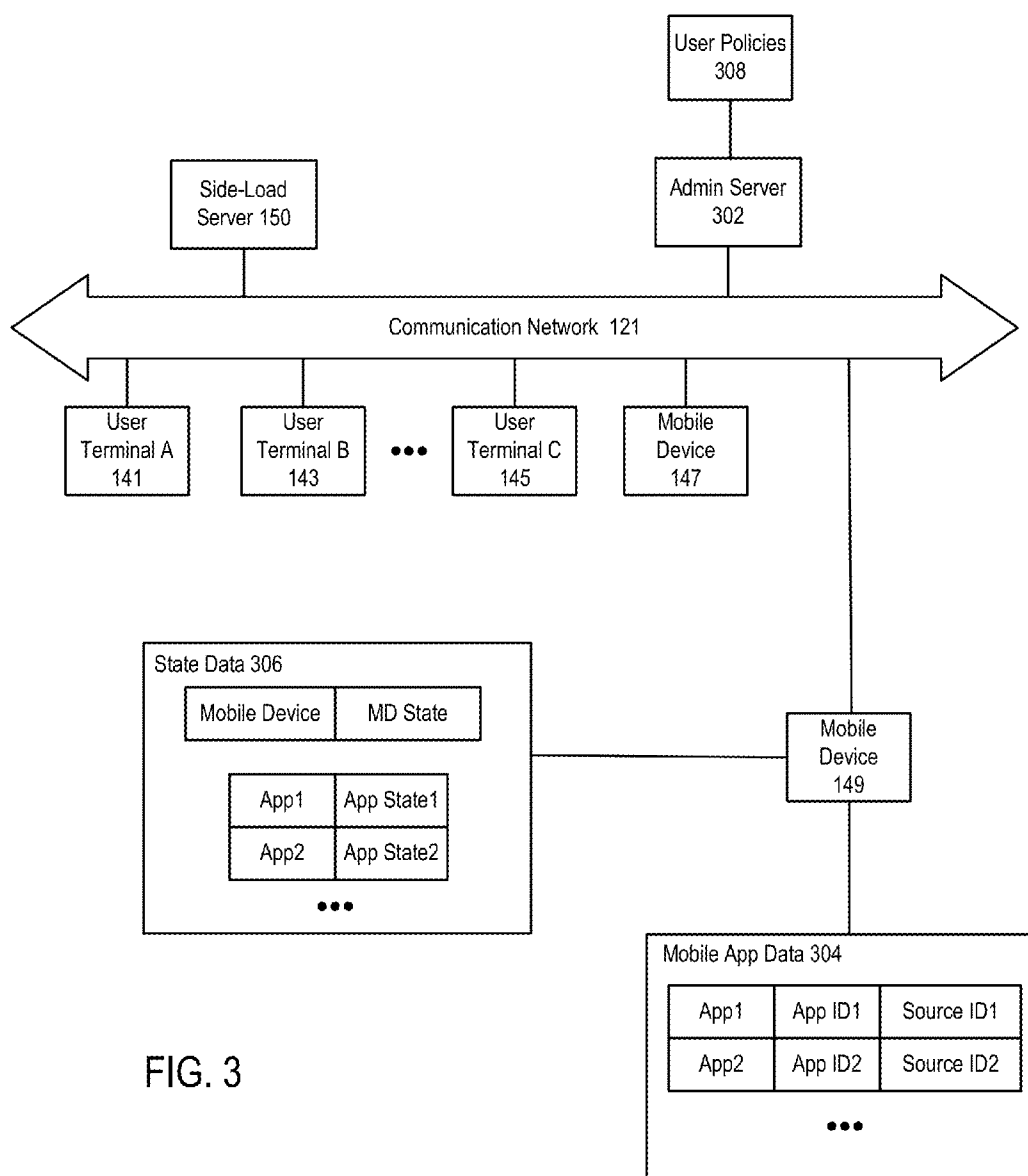 User Policies
308
Side-Load
Server 150
Admin Server
302
Communication Network 121
User
Terminal A
141
User
Terminal B
143
•••
User
Terminal C
145
Mobile
Device
147
State Data 306
Mobile Device MD State
App1 App State1
App2 App State2
•••
Mobile
Device
149
Mobile App Data 304
App1 App ID1 Source ID1
App2 App ID2 Source ID2
•••
FIG. 3